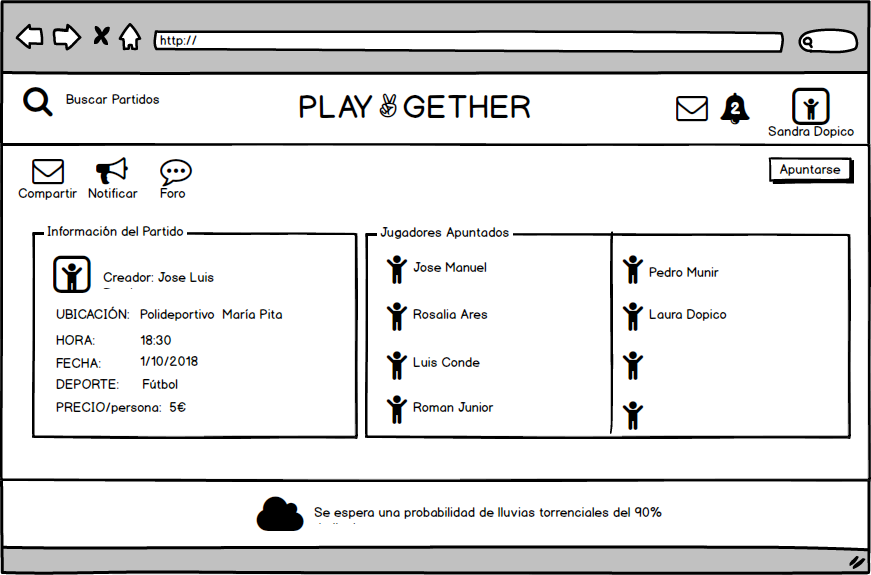 http://
Buscar Partidos
PLAY GETHER
2
Sandra Dopico
Compartir
Notificar
Foro
Apuntarse
Información del Partido
Creador: Jose Luis
UBICACIÓN: Polideportivo María Pita
HORA: 18:30
FECHA: 1/10/2018
DEPORTE: Fútbol
PRECIO/persona: 5€
Jugadores Apuntados
Jose Manuel
Rosalia Ares
Luis Conde
Roman Junior
Pedro Munir
Laura Dopico
Se espera una probabilidad de lluvias torrenciales del 90%